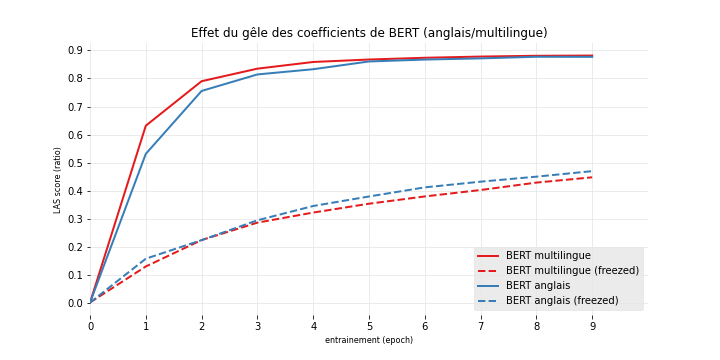 Effet du gêle des coefficients de BERT (anglais/multilingue)
LAS score (ratio)
0.9
0.8
0.7
0.6
0.5
0.4
0.3
0.2
0.1
0.0
BERT multilingue
BERT multilingue (freezed)
BERT anglais
BERT anglais (freezed)
0 1 2 3 4 5 6 7 8 9
entrainement (epoch)